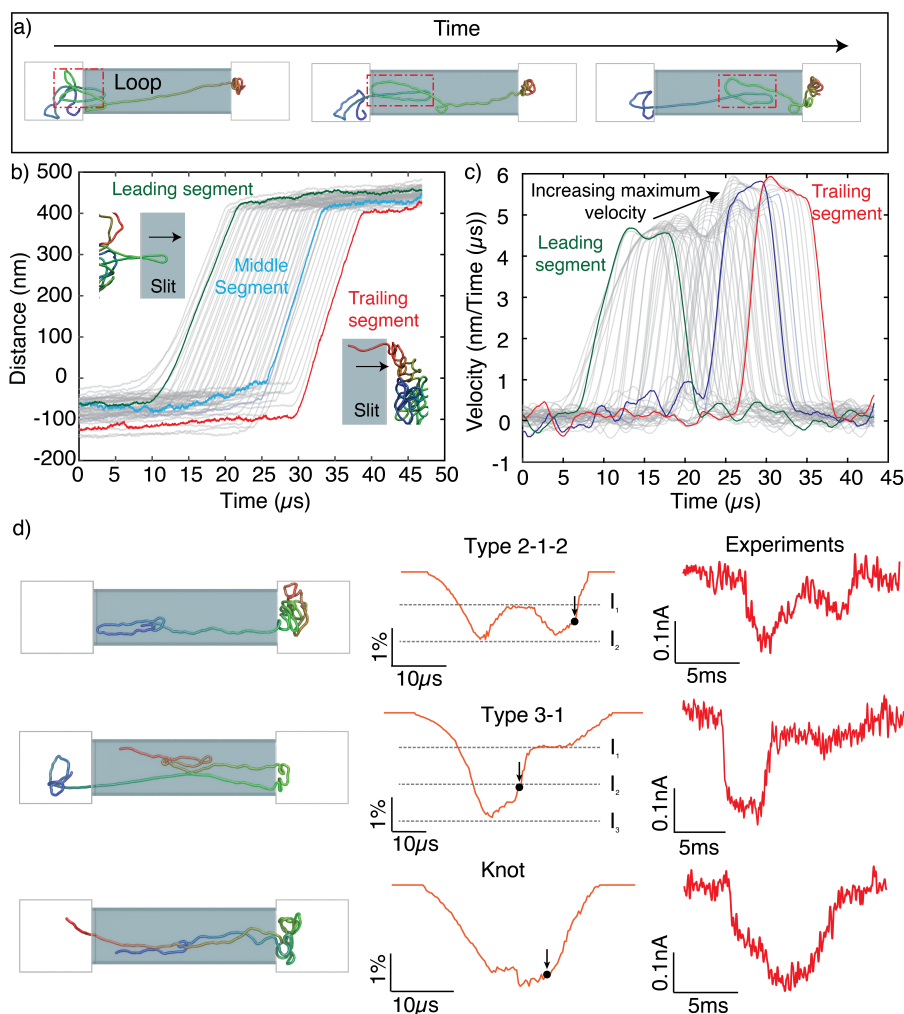 a)
Time
Loop
b)
500
400
300
200
100
0
-100
-200
Distance (nm)
0 5 10 15 20 25 30 35 40 45 50
Time (µs)
Leading segment
Slit
Middle
Segment
Trailing
segment
Slit
c)
6
5
4
3
2
1
0
-1
Velocity (nm/Time (µs))
0 5 10 15 20 25 30 35 40 45
Time (µs)
Increasing maximum
velocity
Trailing
segment
Leading
segment
d)
Type 2-1-2
I₁
I₂
1%
10µs
Experiments
0.1nA
5ms
Type 3-1
I₁
I₂
I₃
1%
10µs
0.1nA
5ms
Knot
1%
10µs
0.1nA
5ms